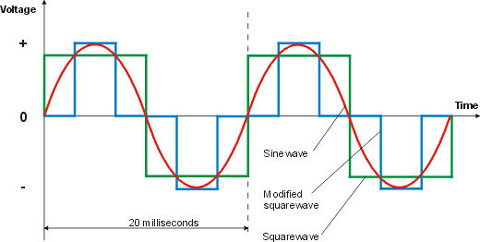 Voltage
+
0
Time
Sinewave
-
Modified
squarewave
20 milliseconds
Squarewave